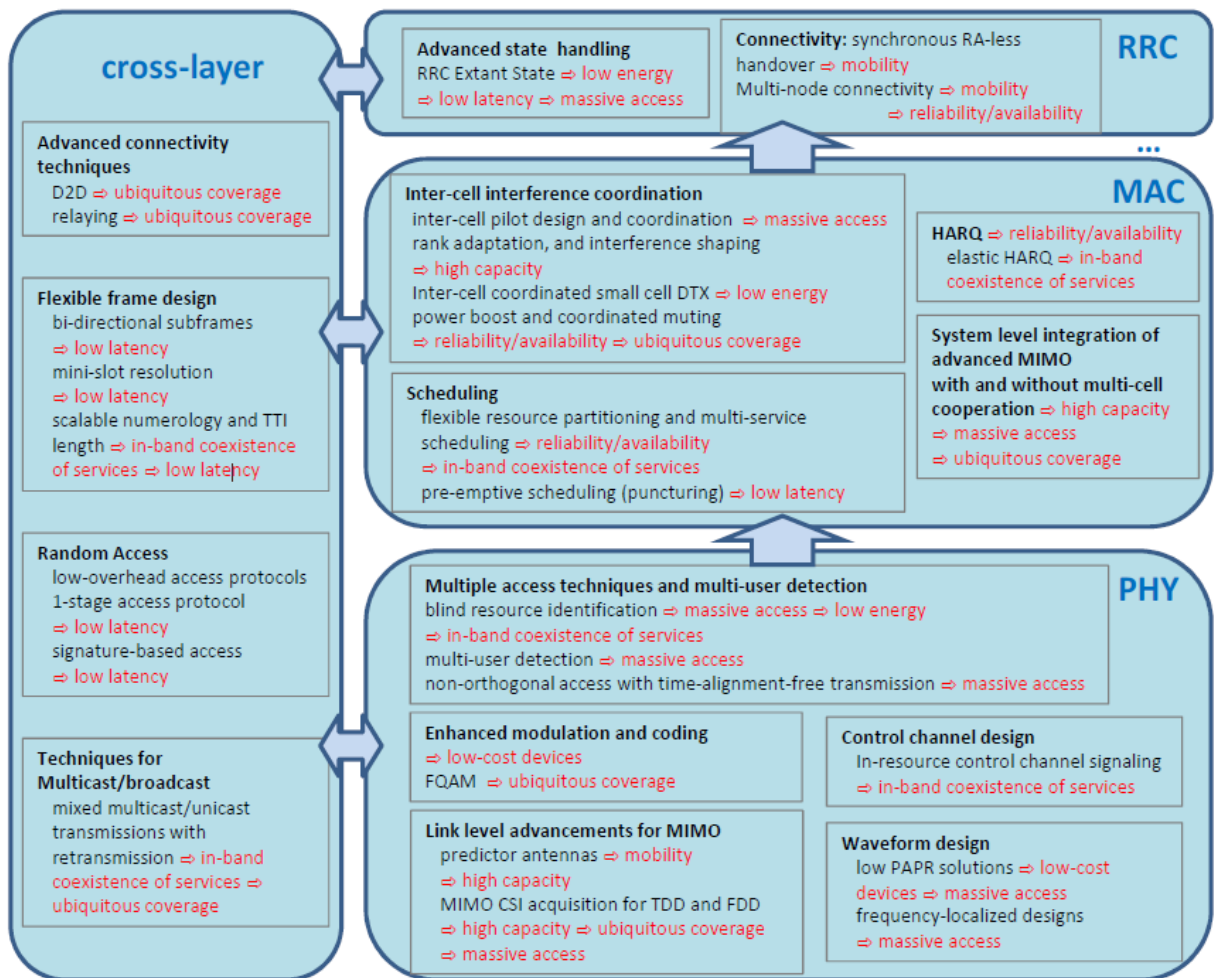 cross-layer
Advanced connectivity
techniques
D2D ⇨ ubiquitous coverage
relaying ⇨ ubiquitous coverage
Flexible frame design
bi-directional subframes
⇨ low latency
mini-slot resolution
⇨ low latency
scalable numerology and TTI
length ⇨ in-band coexistence
of services ⇨ low latency
Random Access
low-overhead access protocols
1-stage access protocol
⇨ low latency
signature-based access
⇨ low latency
Techniques for
Multicast/broadcast
mixed multicast/unicast
transmissions with
retransmission ⇨ in-band
coexistence of services ⇨
ubiquitous coverage
RRC
Advanced state handling
RRC Extant State ⇨ low energy
⇨ low latency ⇨ massive access
Connectivity: synchronous RA-less
handover ⇨ mobility
Multi-node connectivity ⇨ mobility
⇨ reliability/availability
...
MAC
Inter-cell interference coordination
inter-cell pilot design and coordination ⇨ massive access
rank adaptation, and interference shaping
⇨ high capacity
Inter-cell coordinated small cell DTX ⇨ low energy
power boost and coordinated muting
⇨ reliability/availability ⇨ ubiquitous coverage
HARQ ⇨ reliability/availability
elastic HARQ ⇨ in-band
coexistence of services
Scheduling
flexible resource partitioning and multi-service
scheduling ⇨ reliability/availability
⇨ in-band coexistence of services
pre-emptive scheduling (puncturing) ⇨ low latency
System level integration of
advanced MIMO
with and without multi-cell
cooperation ⇨ high capacity
⇨ massive access
⇨ ubiquitous coverage
PHY
Multiple access techniques and multi-user detection
blind resource identification ⇨ massive access ⇨ low energy
⇨ in-band coexistence of services
multi-user detection ⇨ massive access
non-orthogonal access with time-alignment-free transmission ⇨ massive access
Enhanced modulation and coding
⇨ low-cost devices
FQAM ⇨ ubiquitous coverage
Control channel design
In-resource control channel signaling
⇨ in-band coexistence of services
Link level advancements for MIMO
predictor antennas ⇨ mobility
⇨ high capacity
MIMO CSI acquisition for TDD and FDD
⇨ high capacity ⇨ ubiquitous coverage
⇨ massive access
Waveform design
low PAPR solutions ⇨ low-cost
devices ⇨ massive access
frequency-localized designs
⇨ massive access